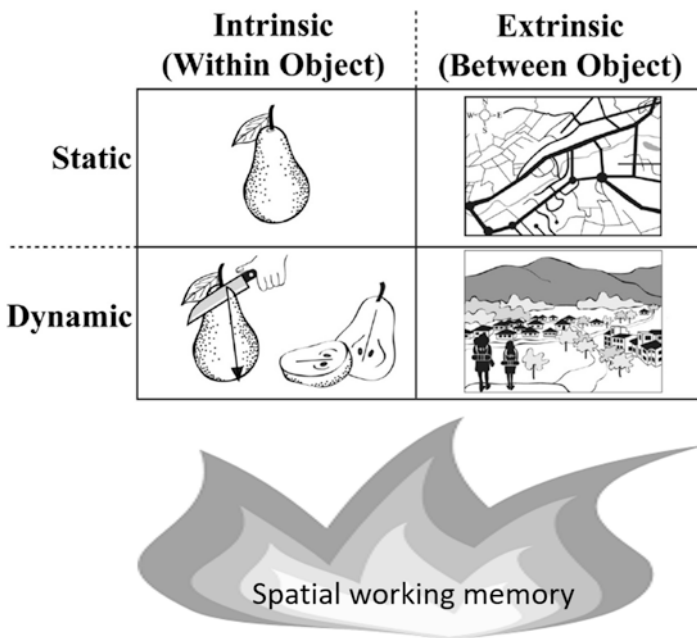 Intrinsic
(Within Object)
Extrinsic
(Between Object)
Static
N
W E
S
Dynamic
Spatial working memory